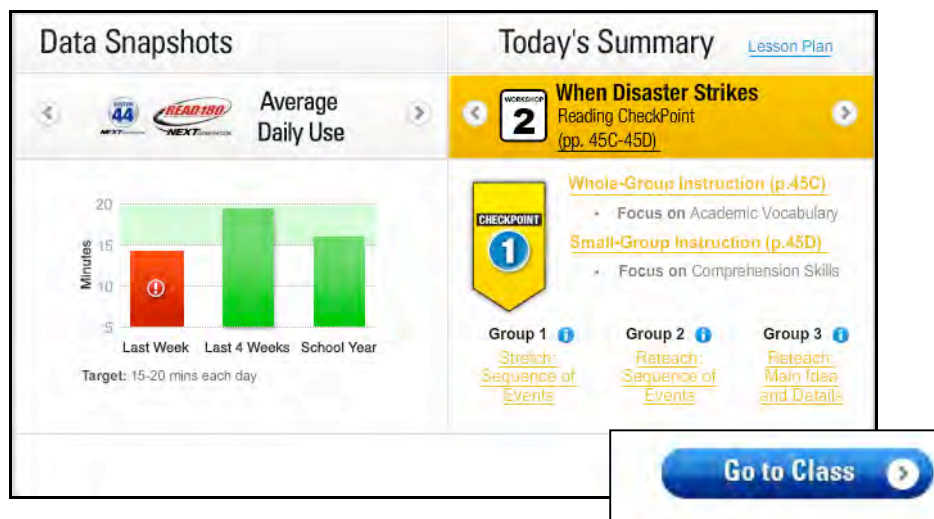 Data Snapshots
SYSTEM
44
NEXT GENERATION
READ180
NEXT GENERATION
Average
Daily Use
20
15
10
5
Minutes
Last Week Last 4 Weeks School Year
Target: 15-20 mins each day
Today's Summary Lesson Plan
WORKSHOP
2
When Disaster Strikes
Reading CheckPoint
(pp. 45C-45D)
CHECKPOINT
1
Whole-Group Instruction (p.45C)
• Focus on Academic Vocabulary
Small-Group Instruction (p.45D)
• Focus on Comprehension Skills
Group 1
Stretch:
Sequence of
Events
Group 2
Reteach:
Sequence of
Events
Group 3
Reteach:
Main Idea
and Details
Go to Class